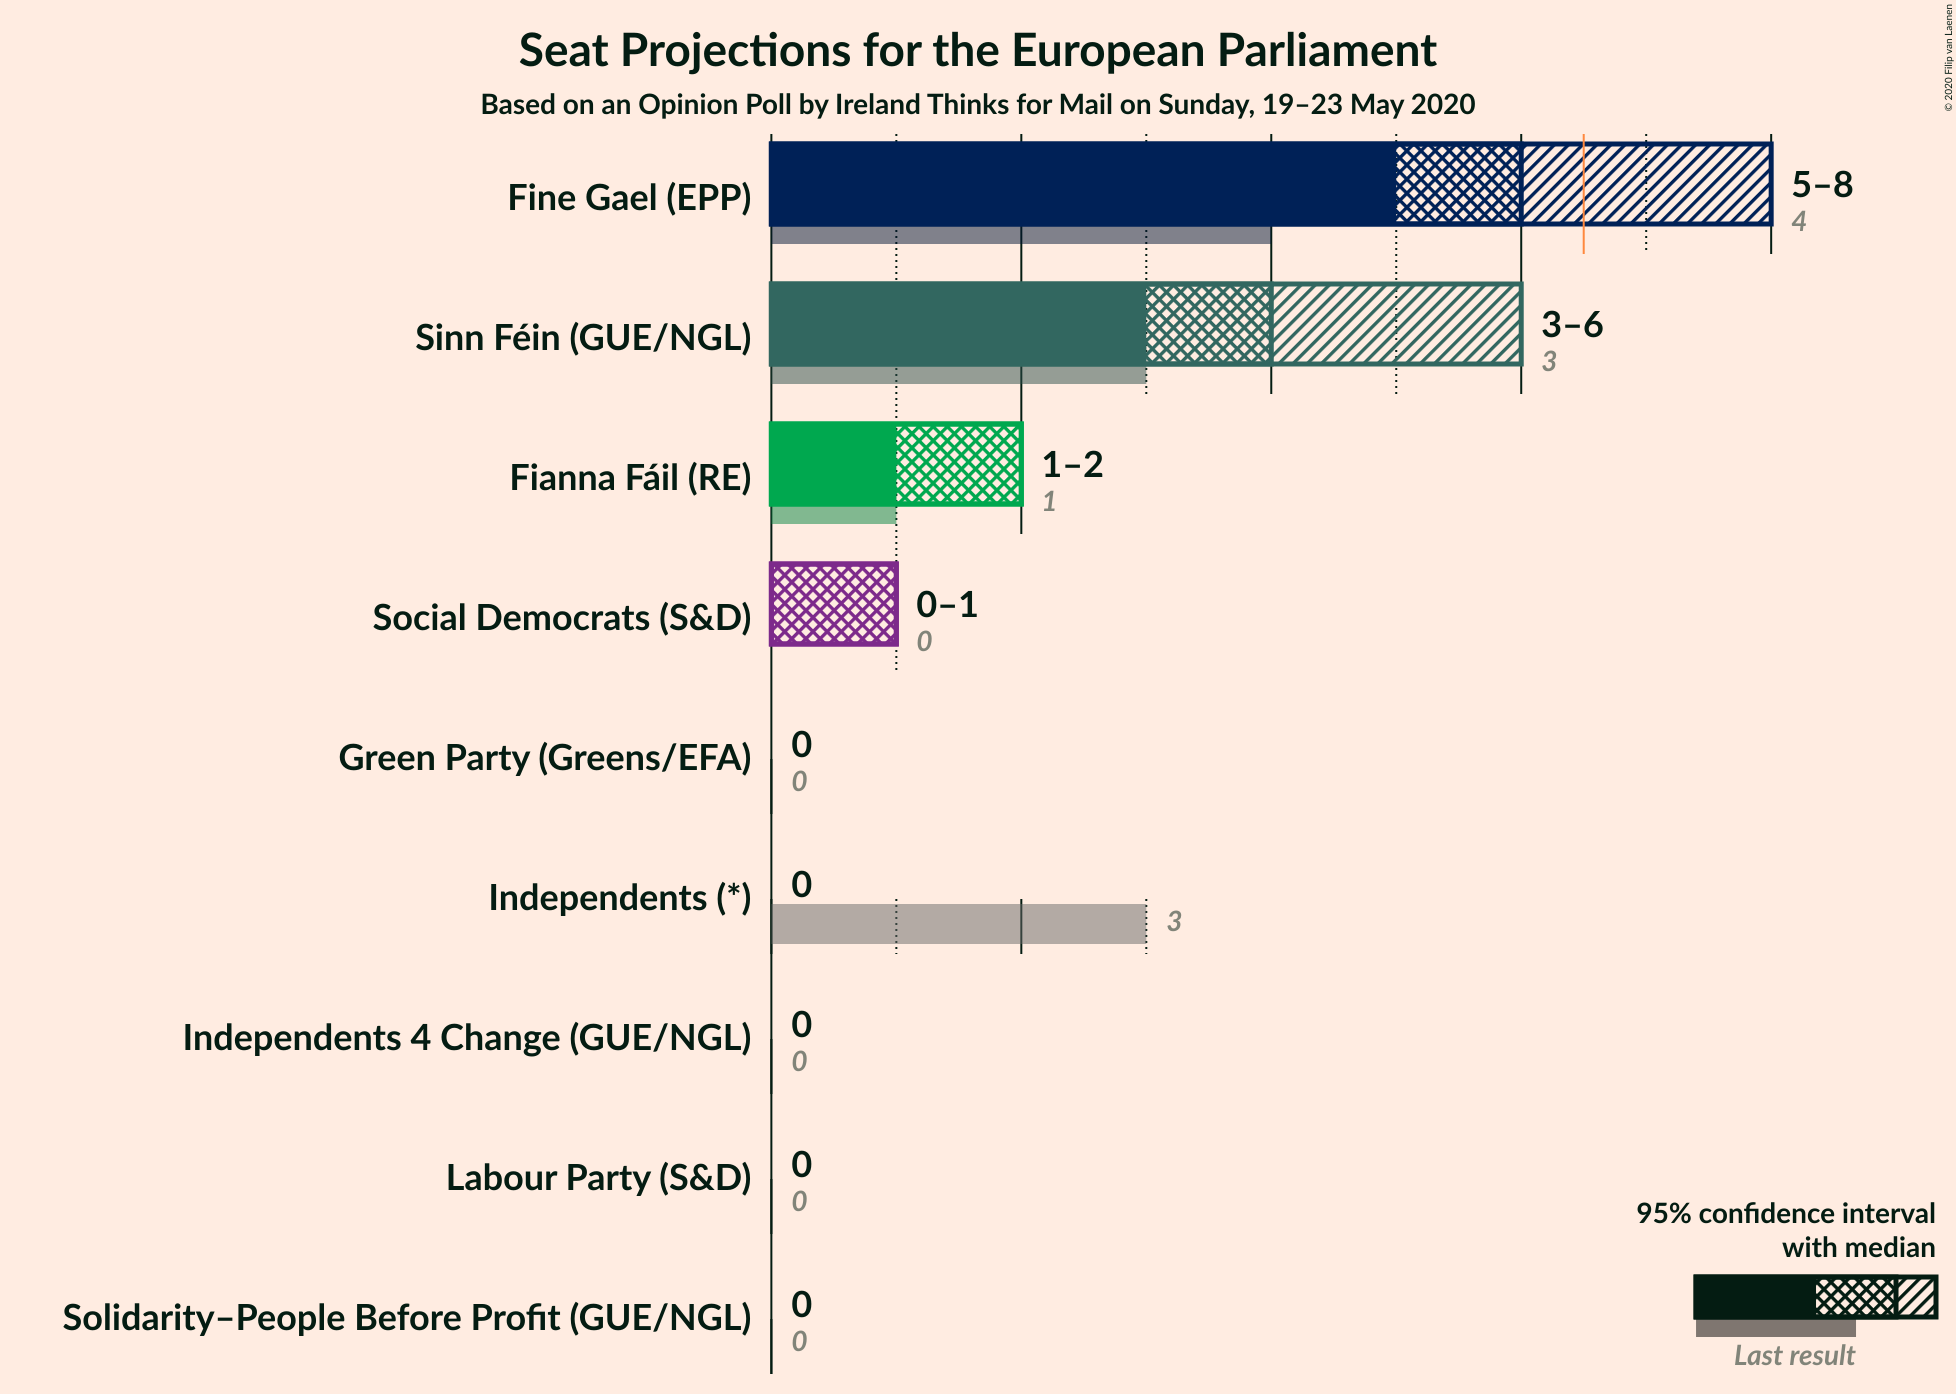 Seat Projections for the European Parliament
Based on an Opinion Poll by Ireland Thinks for Mail on Sunday, 19–23 May 2020
© 2020 Filip van Laenen
Fine Gael (EPP)
5–8
4
Sinn Féin (GUE/NGL)
3–6
3
Fianna Fáil (RE)
1–2
1
Social Democrats (S&D)
0–1
0
Green Party (Greens/EFA)
0
0
Independents (*)
0
3
Independents 4 Change (GUE/NGL)
0
0
Labour Party (S&D)
0
0
Solidarity–People Before Profit (GUE/NGL)
0
0
95% confidence interval
with median
Last result